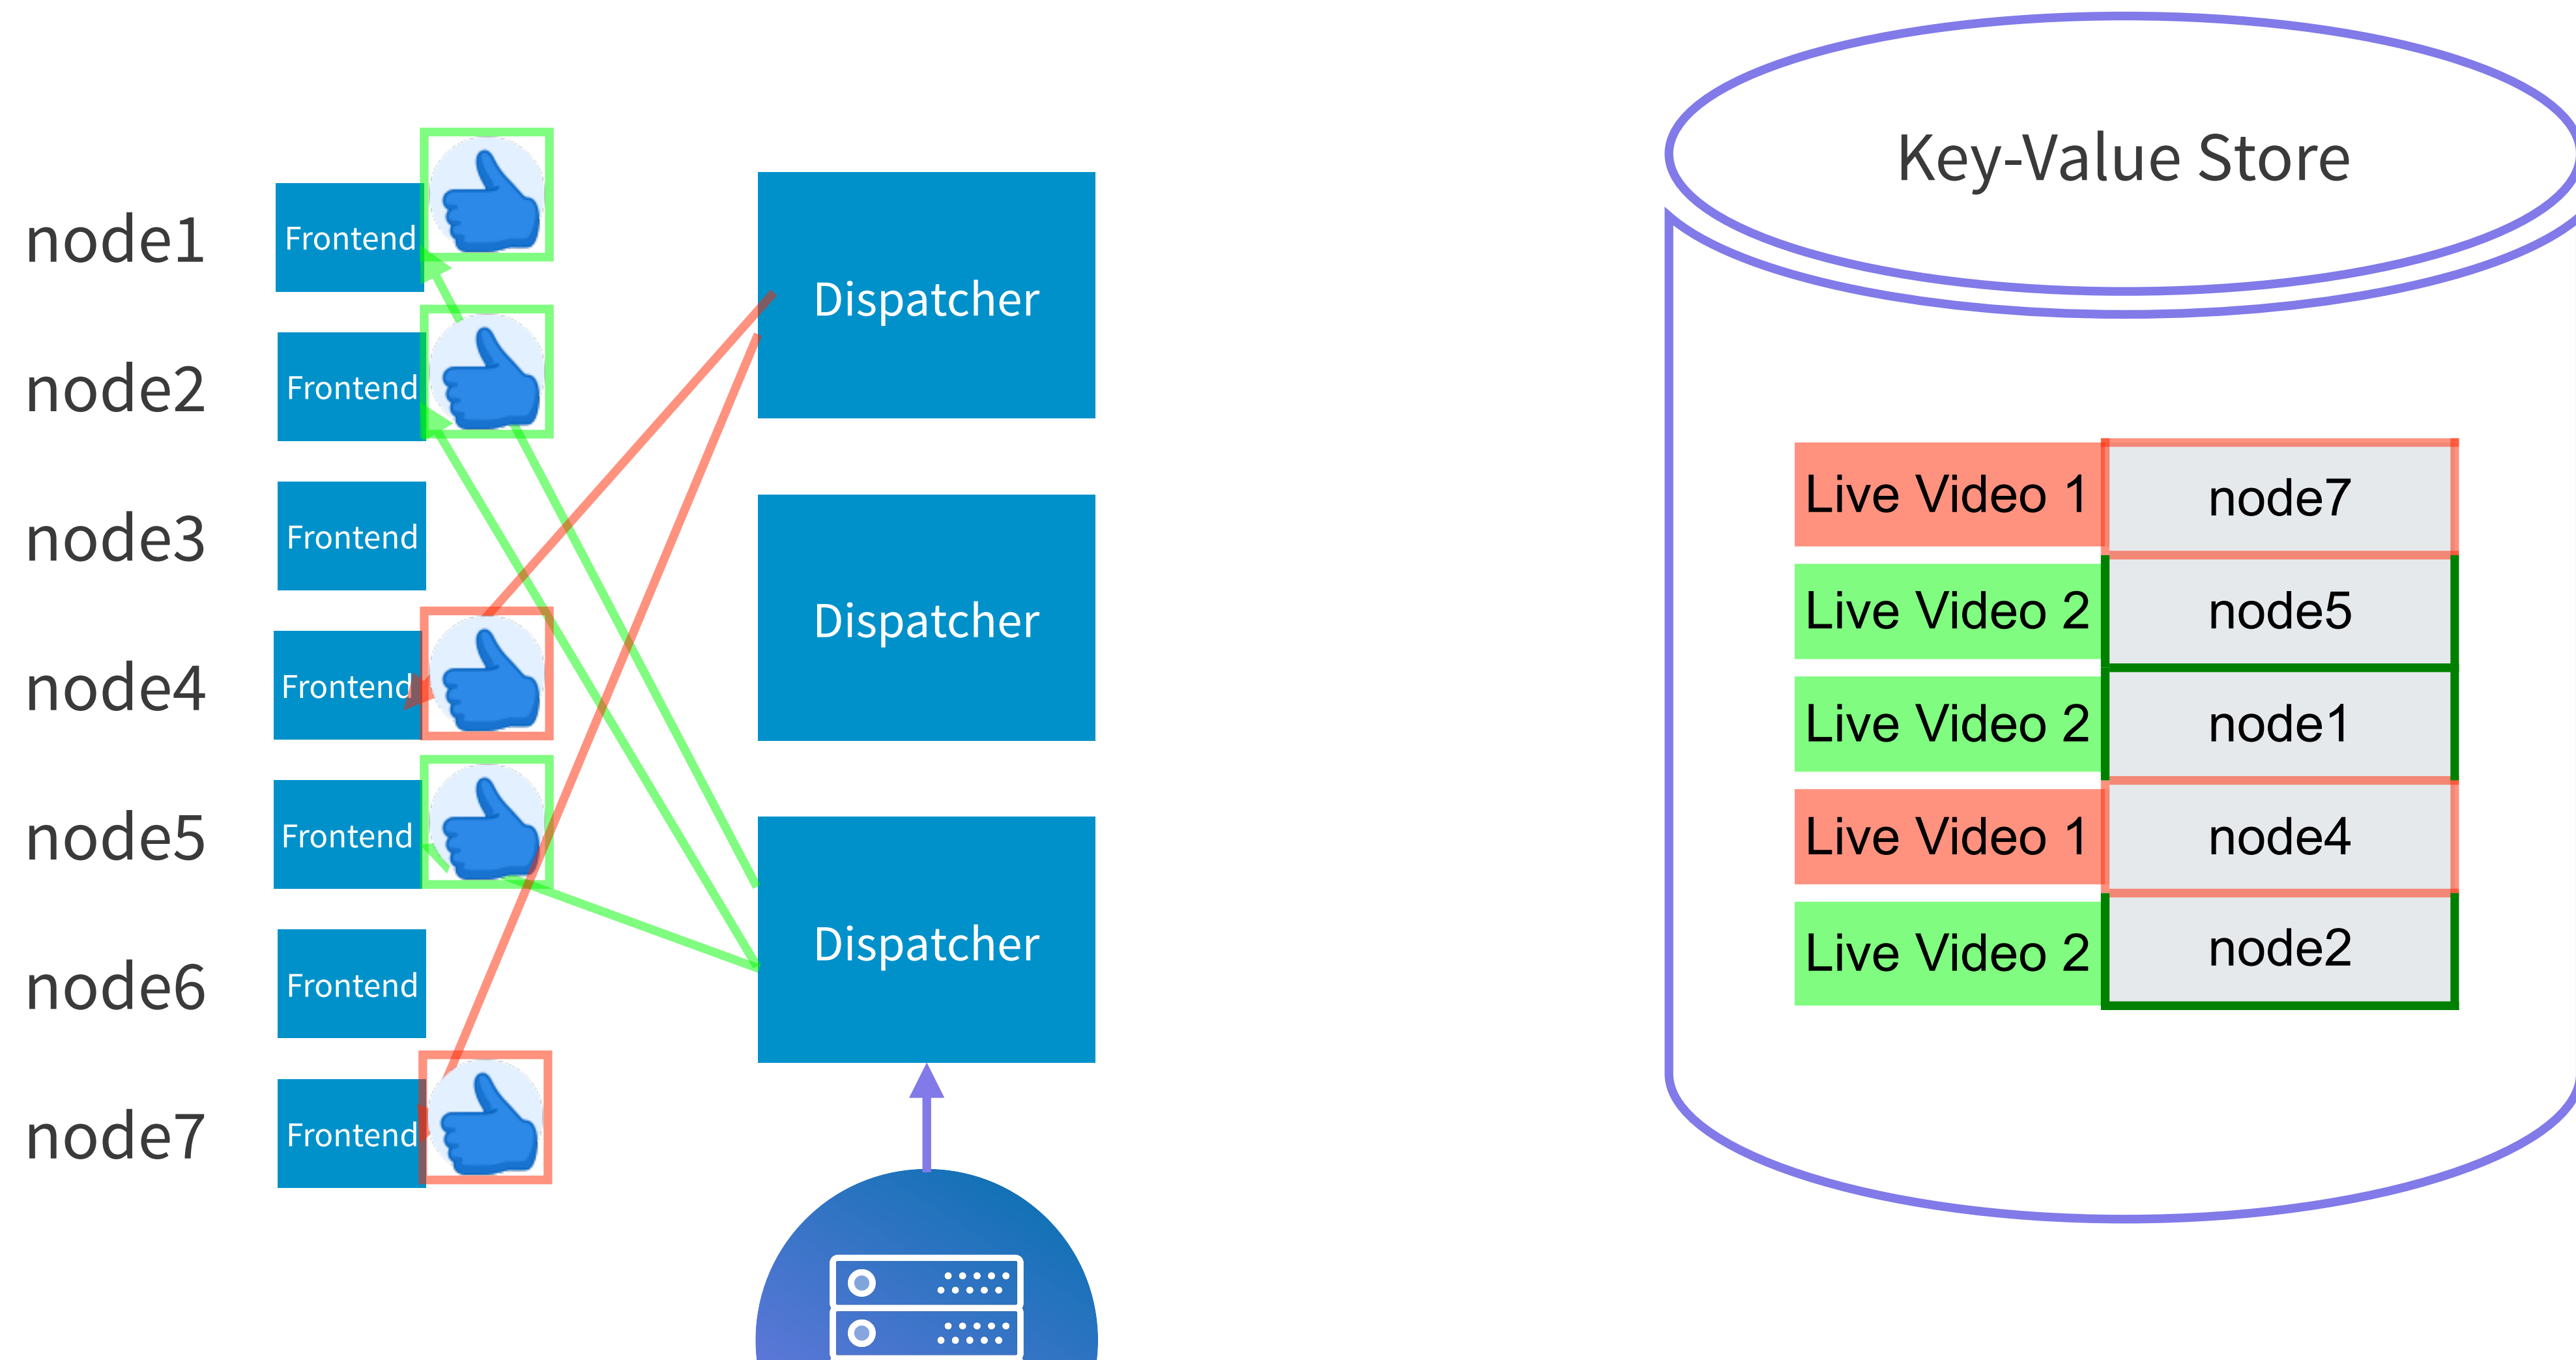 Key-Value Store
node1
Frontend
node2
Frontend
node3
Frontend
node4
Frontend
node5
Frontend
node6
Frontend
node7
Frontend
Dispatcher
Dispatcher
Dispatcher
Live Video 1 node7
Live Video 2 node5
Live Video 2 node1
Live Video 1 node4
Live Video 2 node2